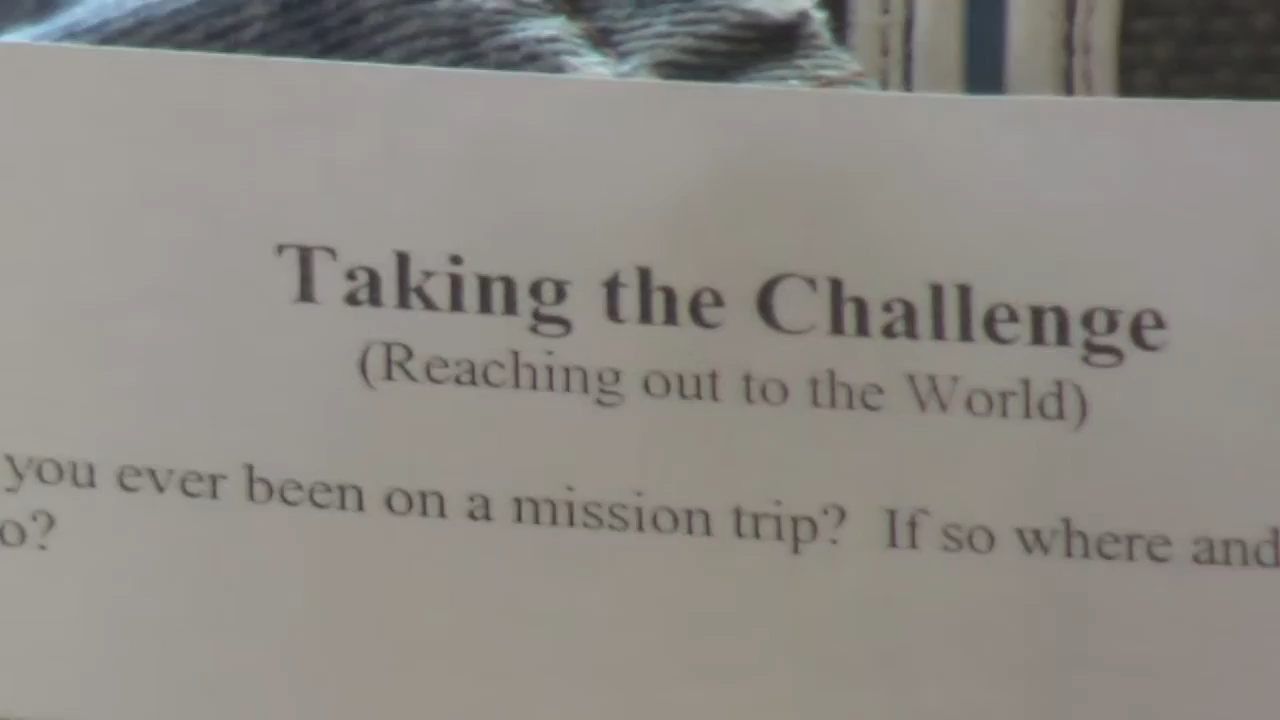 Taking the Challenge
(Reaching out to the World)
you ever been on a mission trip? If so where and
o?